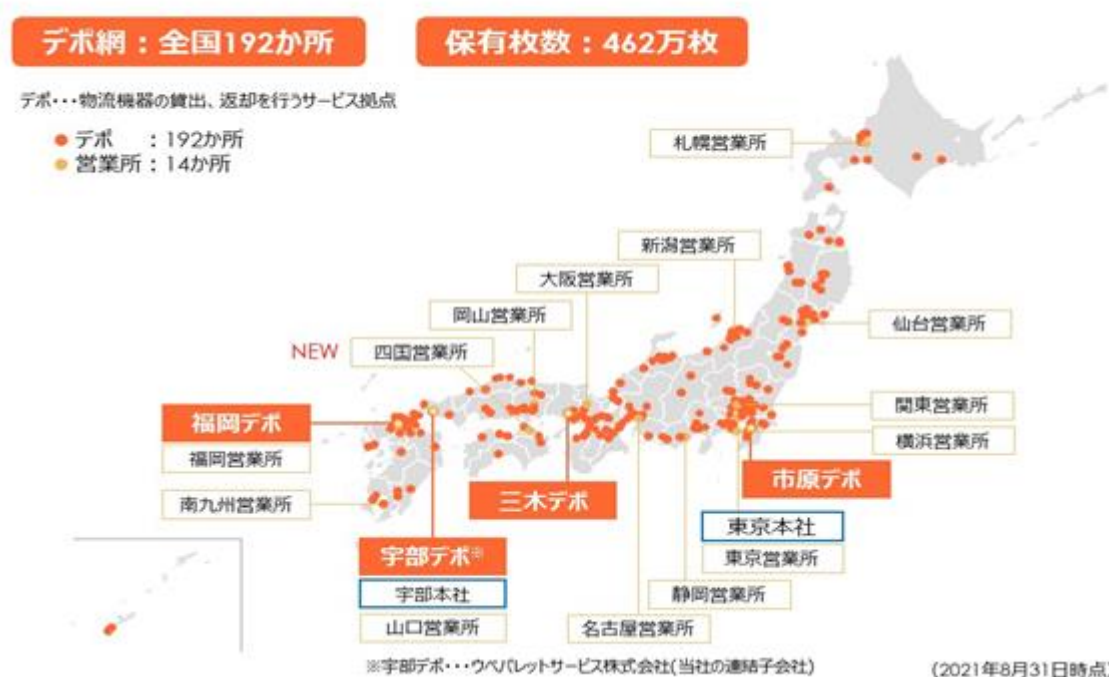 デポ網：全国192か所
保有枚数：462万枚
デポ・・・物流機器の貸出、返却を行うサービス拠点
デポ　：192か所
営業所：14か所
札幌営業所
新潟営業所
大阪営業所
岡山営業所
仙台営業所
NEW 四国営業所
関東営業所
福岡デポ
横浜営業所
福岡営業所
市原デポ
三木デポ
南九州営業所
東京本社
宇部デポ※
東京営業所
宇部本社
静岡営業所
山口営業所
名古屋営業所
※宇部デポ・・・ウベパレットサービス株式会社(当社の連結子会社)
(2021年8月31日時点)